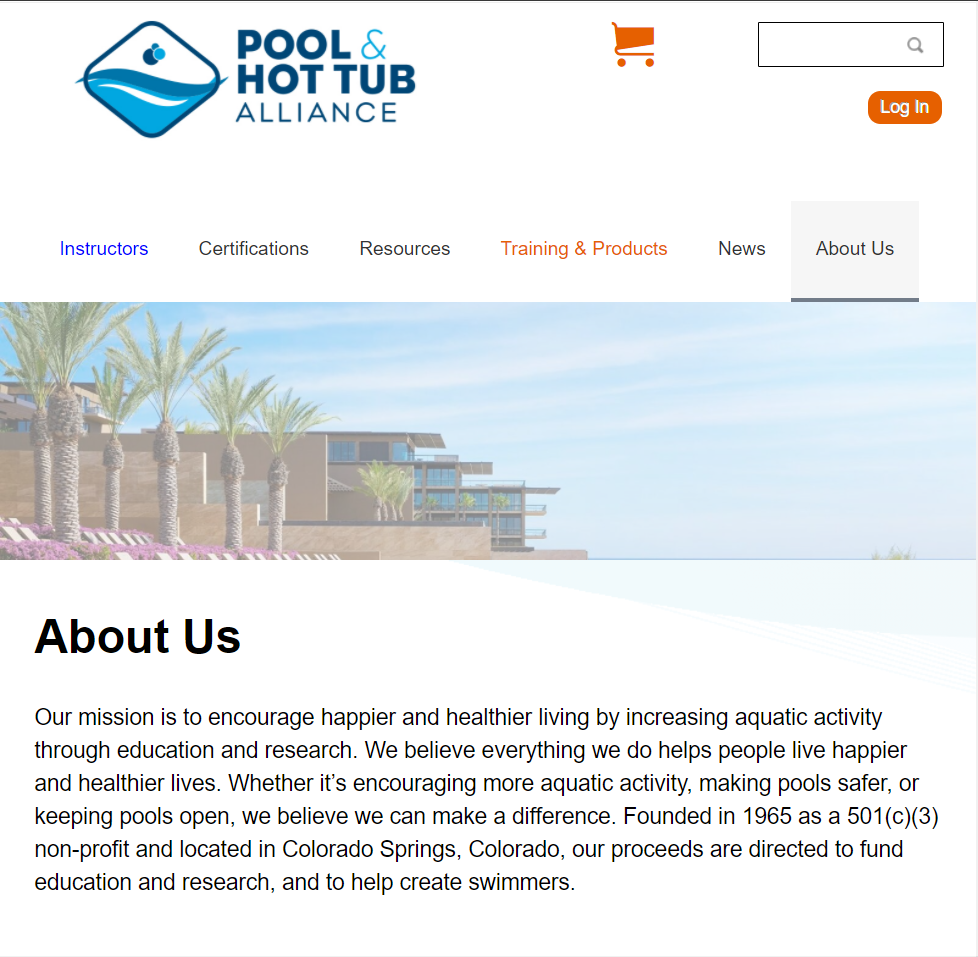 POOL &
HOT TUB
ALLIANCE
Log In
Instructors Certifications Resources Training & Products News About Us
About Us
Our mission is to encourage happier and healthier living by increasing aquatic activity
through education and research. We believe everything we do helps people live happier
and healthier lives. Whether it’s encouraging more aquatic activity, making pools safer, or
keeping pools open, we believe we can make a difference. Founded in 1965 as a 501(c)(3)
non-profit and located in Colorado Springs, Colorado, our proceeds are directed to fund
education and research, and to help create swimmers.